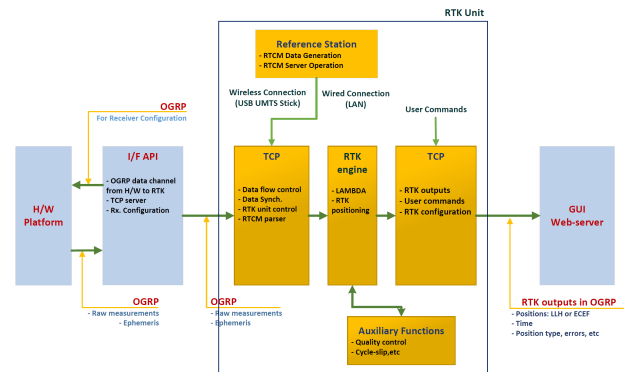 RTK Unit
Reference Station
- RTCM Data Generation
- RTCM Server Operation
Wireless Connection
(USB UMTS Stick)
Wired Connection
(LAN)
User Commands
OGRP
For Receiver Configuration
H/W
Platform
I/F API
- OGRP data channel
from H/W to RTK
- TCP server
- Rx. Configuration
TCP
- Data flow control
- Data Synch.
- RTK unit control
- RTCM parser
RTK
engine
- LAMBDA
- RTK
positioning
TCP
- RTK outputs
- User commands
- RTK configuration
GUI
Web-server
OGRP
- Raw measurements
- Ephemeris
OGRP
- Raw measurements
- Ephemeris
RTK outputs in OGRP
- Positions: LLH or ECEF
- Time
- Position type, errors, etc
Auxiliary Functions
- Quality control
- Cycle-slip,etc